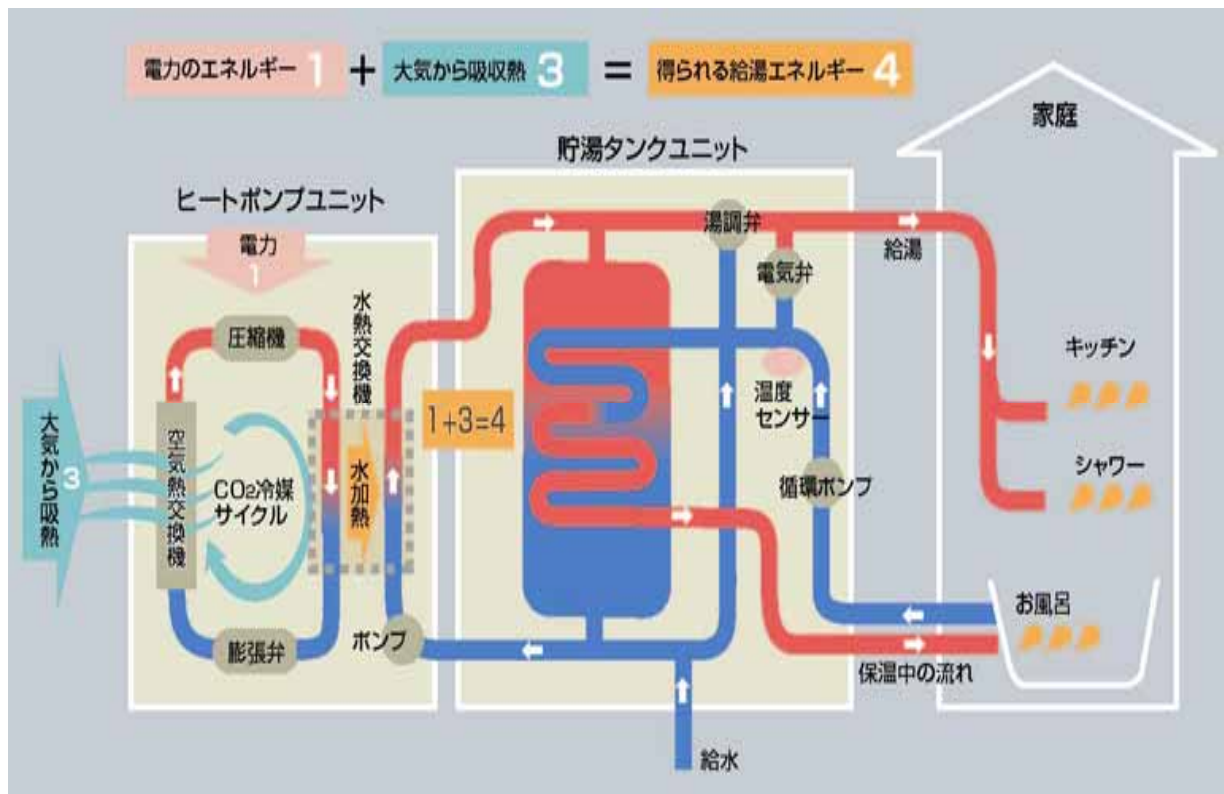 電力のエネルギー 1 + 大気から吸収熱 3 = 得られる給湯エネルギー 4
家庭
貯湯タンクユニット
ヒートポンプユニット
電力
1
湯調弁
給湯
電気弁
水熱交換機
圧縮機
キッチン
温度
センサー
1+3=4
大気から吸熱
3
空気熱交換機
CO2冷媒
サイクル
水加熱
シャワー
循環ポンプ
お風呂
ポンプ
膨張弁
保温中の流れ
給水